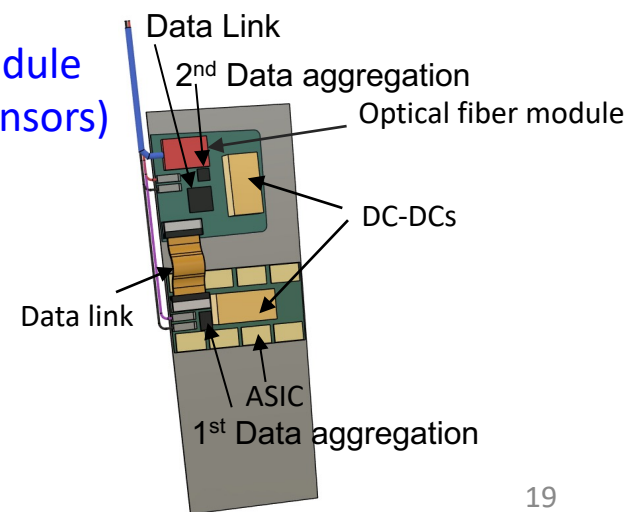 Data Link
dule
2nd Data aggregation
nsors)
Optical fiber module
DC-DCs
Data link
ASIC
1st Data aggregation
19